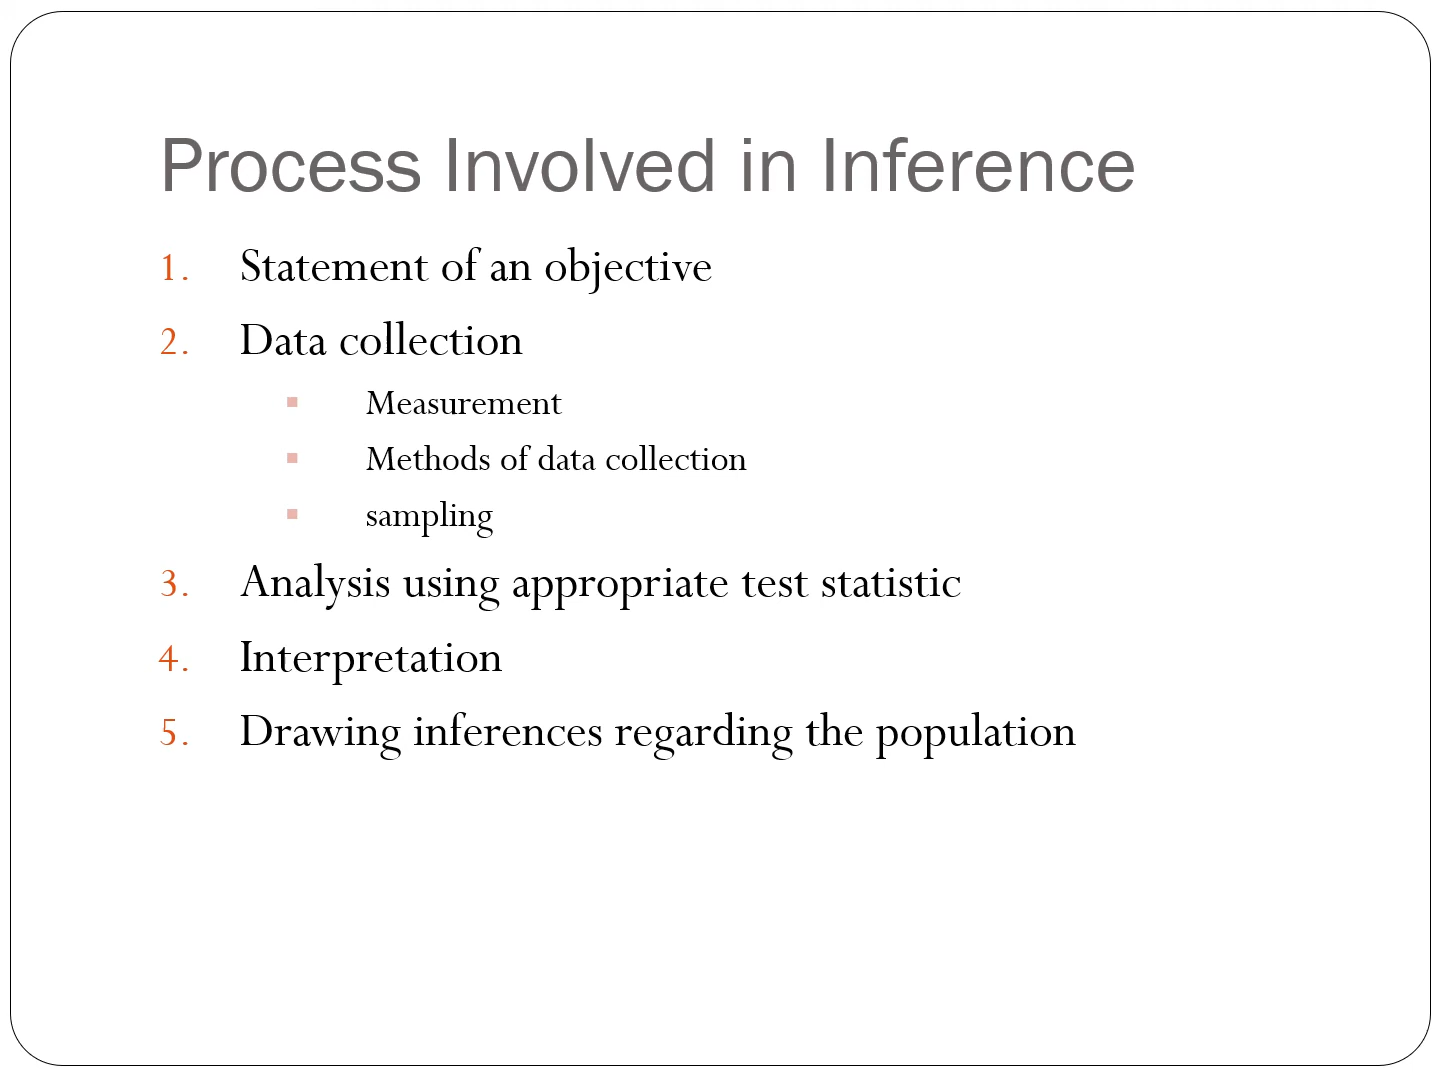 Process Involved in Inference
1. Statement of an objective
2. Data collection
▪ Measurement
▪ Methods of data collection
▪ sampling
3. Analysis using appropriate test statistic
4. Interpretation
5. Drawing inferences regarding the population